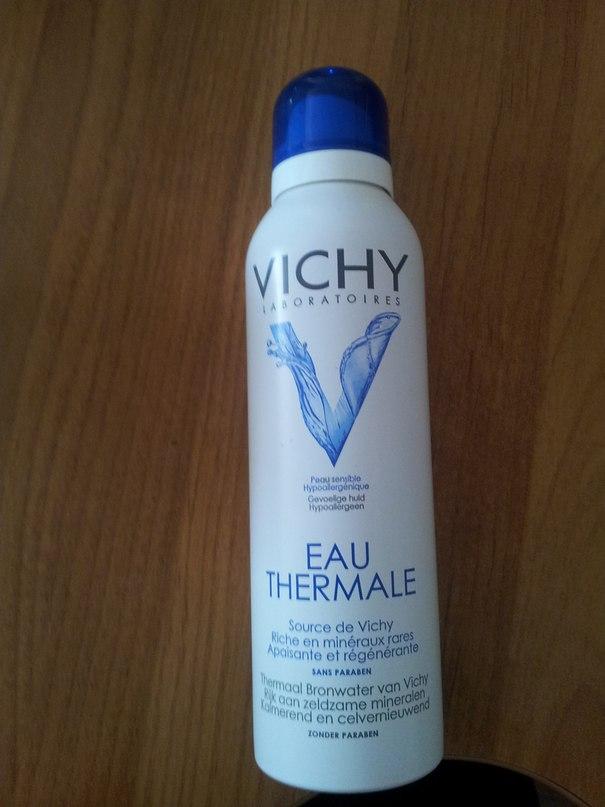 VICHY
LABORATOIRES
Peau sensible
Hypoallergénique
Gevoelige huid
Hypoallergeen
EAU
THERMALE
Source de Vichy
Riche en minéraux rares
Apaisante et régénérante
SANS PARABEN
Thermaal Bronwater van Vichy
Rijk aan zeldzame mineralen
Kalmerend en celvernieuwend
ZONDER PARABEN